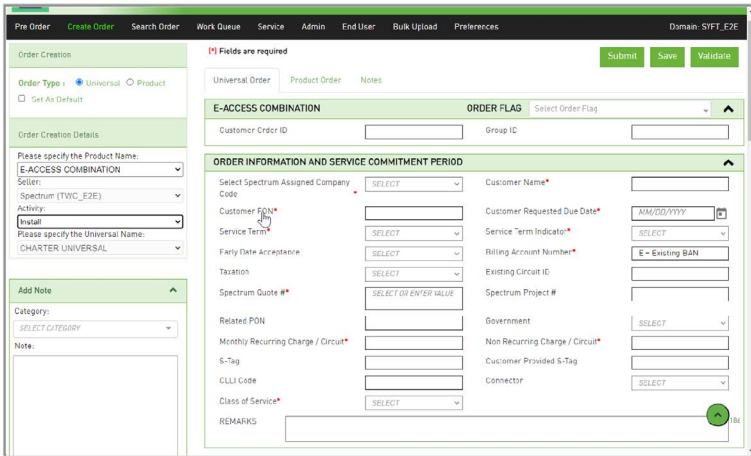 Pre Order Create Order Search Order Work Queue Service Admin End User Bulk Upload Preferences Domain: SYFT_E2E
Order Creation
Order Type : Universal Product
Set As Default
Order Creation Details
Please specify the Product Name:
E-ACCESS COMBINATION
Seller:
Spectrum (TWC_E2E)
Activity:
Install
Please specify the Universal Name:
CHARTER UNIVERSAL
Add Note
Category:
SELECT CATEGORY
Note:
[*] Fields are required
Submit Save Validate
Universal Order Product Order Notes
E-ACCESS COMBINATION ORDER FLAG Select Order Flag
Customer Order ID Group ID
ORDER INFORMATION AND SERVICE COMMITMENT PERIOD
Select Spectrum Assigned Company Code * SELECT Customer Name*
Customer PON* Customer Requested Due Date* MM/DD/YYYY
Service Term* SELECT Service Term Indicator* SELECT
Early Date Acceptance SELECT Billing Account Number* E - Existing BAN
Taxation SELECT Existing Circuit ID
Spectrum Quote #* SELECT OR ENTER VALUE Spectrum Project #
Related PON Government SELECT
Monthly Recurring Charge / Circuit* Non Recurring Charge / Circuit*
S-Tag Customer Provided S-Tag
CLLI Code Connector SELECT
Class of Service* SELECT
REMARKS